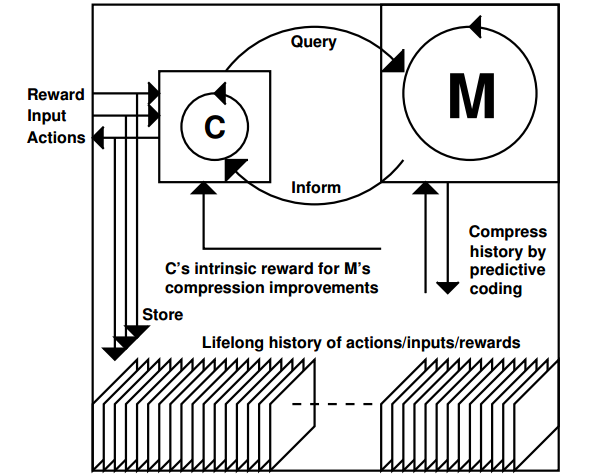 Query
Reward
Input
Actions
C
M
Inform
C's intrinsic reward for M's
compression improvements
Compress
history by
predictive
coding
Store
Lifelong history of actions/inputs/rewards